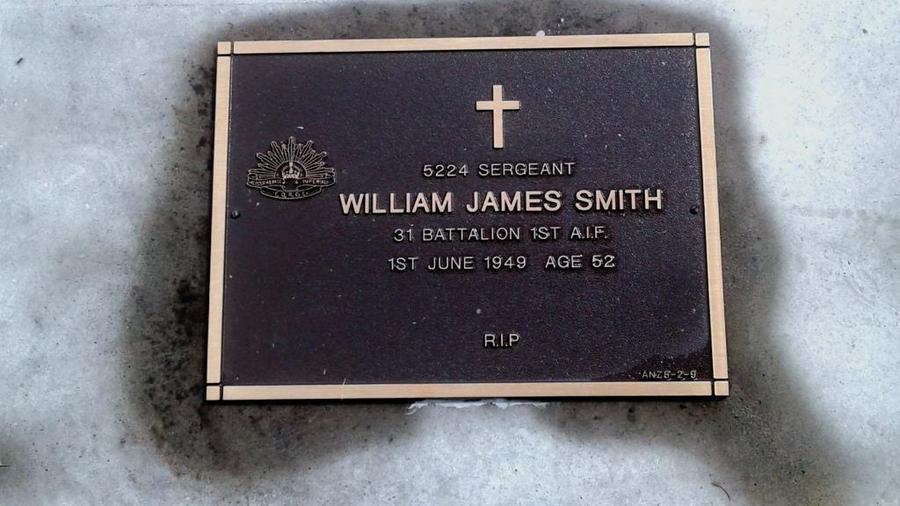 5224 SERGEANT
WILLIAM JAMES SMITH
31 BATTALION 1ST A.I.F.
1ST JUNE 1949 AGE 52
R.I.P